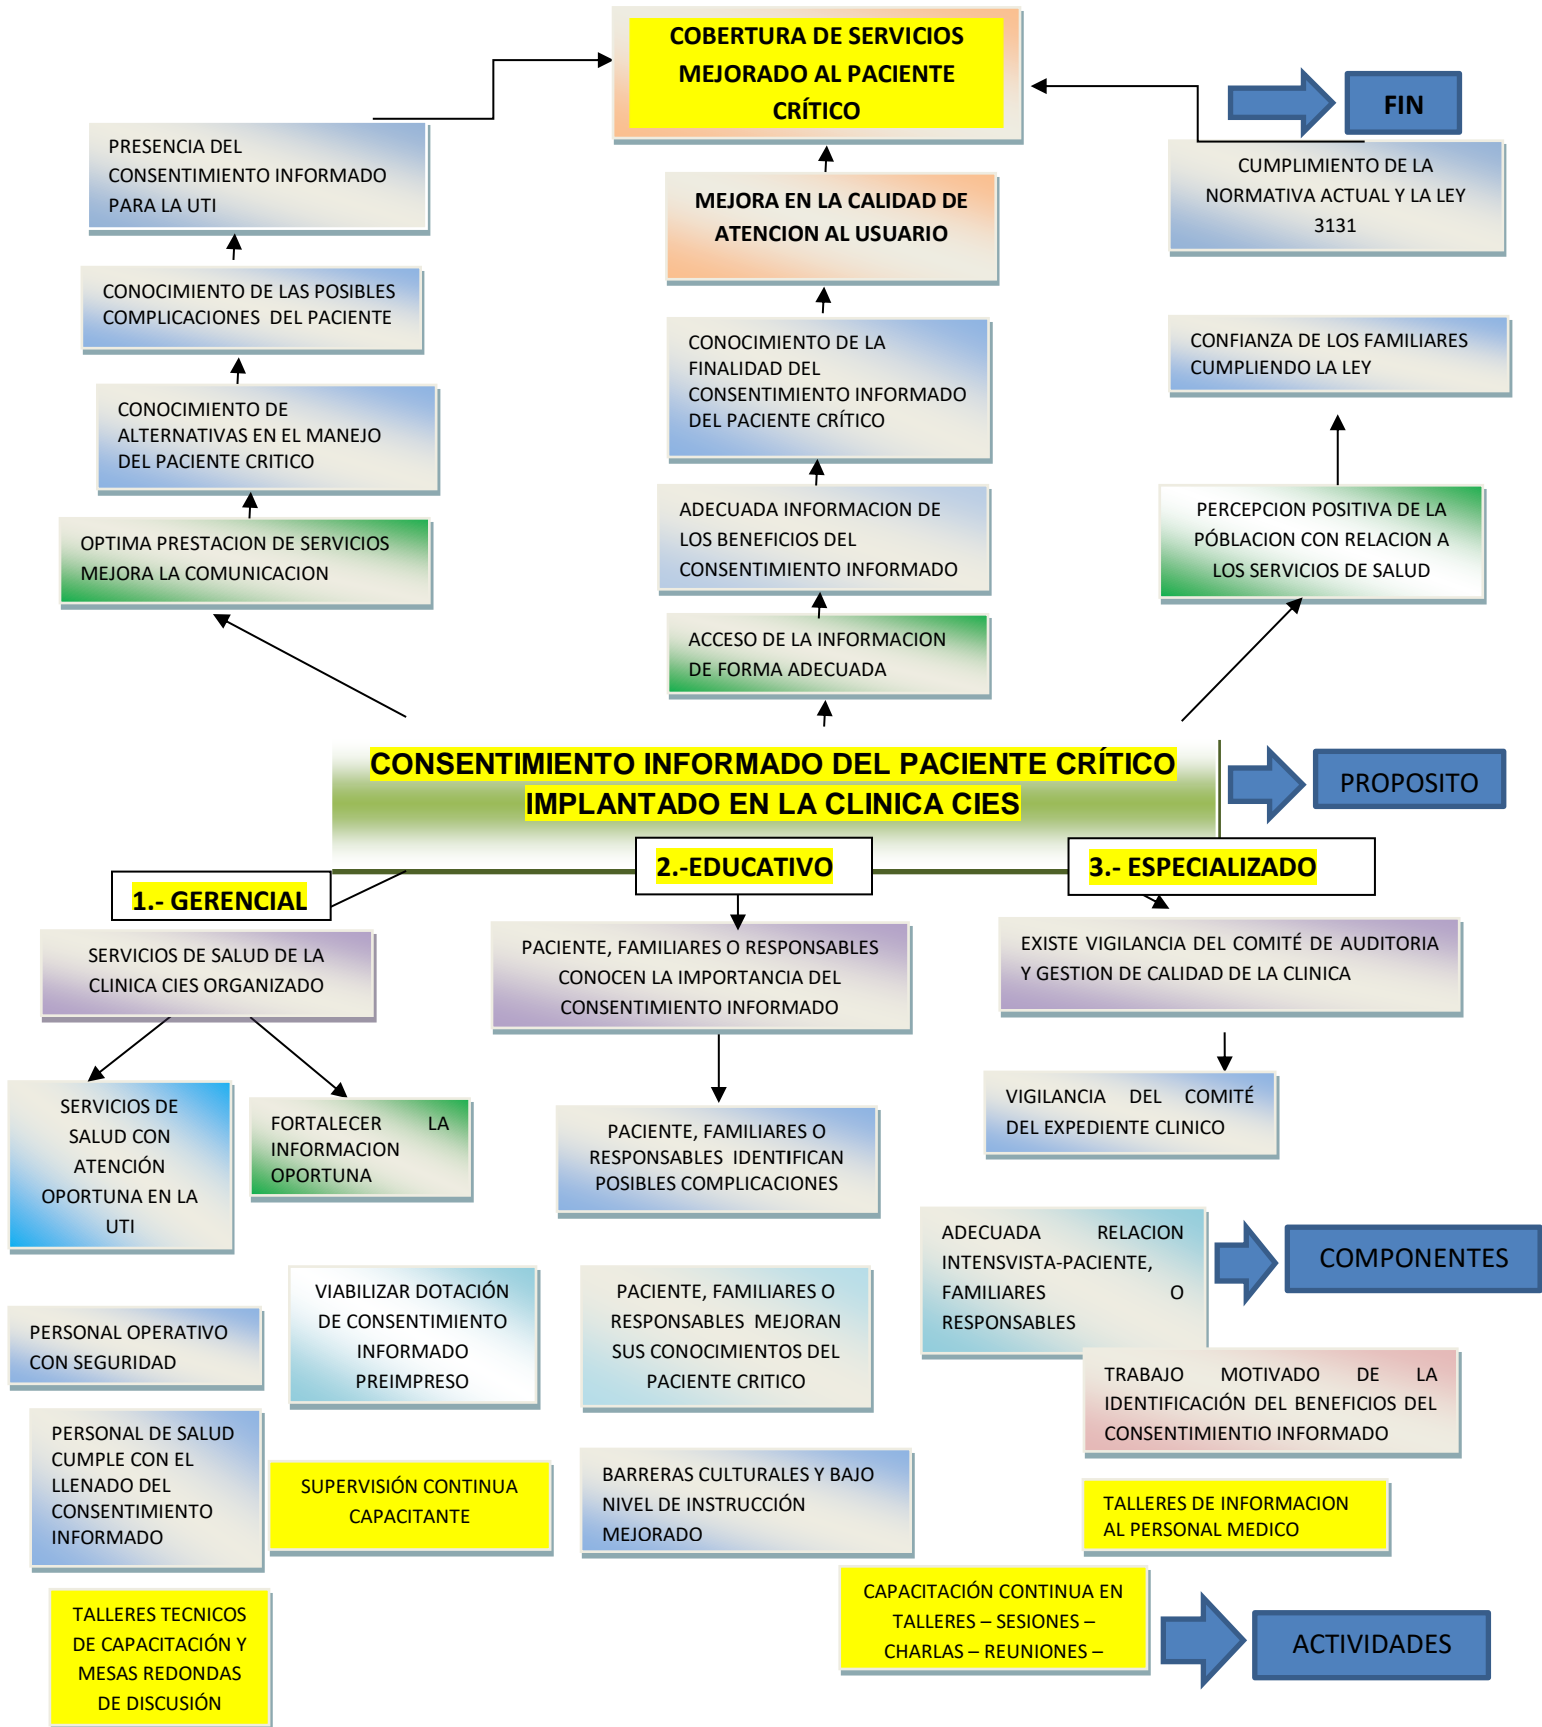 COBERTURA DE SERVICIOS
MEJORADO AL PACIENTE
CRÍTICO
FIN
PRESENCIA DEL
CONSENTIMIENTO INFORMADO
PARA LA UTI
MEJORA EN LA CALIDAD DE
ATENCION AL USUARIO
CUMPLIMIENTO DE LA
NORMATIVA ACTUAL Y LA LEY
3131
CONOCIMIENTO DE LAS POSIBLES
COMPLICACIONES DEL PACIENTE
CONOCIMIENTO DE LA
FINALIDAD DEL
CONSENTIMIENTO INFORMADO
DEL PACIENTE CRÍTICO
CONFIANZA DE LOS FAMILIARES
CUMPLIENDO LA LEY
CONOCIMIENTO DE
ALTERNATIVAS EN EL MANEJO
DEL PACIENTE CRITICO
ADECUADA INFORMACION DE
LOS BENEFICIOS DEL
CONSENTIMIENTO INFORMADO
PERCEPCION POSITIVA DE LA
PÓBLACION CON RELACION A
LOS SERVICIOS DE SALUD
OPTIMA PRESTACION DE SERVICIOS
MEJORA LA COMUNICACION
ACCESO DE LA INFORMACION
DE FORMA ADECUADA
CONSENTIMIENTO INFORMADO DEL PACIENTE CRÍTICO
IMPLANTADO EN LA CLINICA CIES
PROPOSITO
1.- GERENCIAL
2.-EDUCATIVO
3.- ESPECIALIZADO
SERVICIOS DE SALUD DE LA
CLINICA CIES ORGANIZADO
PACIENTE, FAMILIARES O RESPONSABLES
CONOCEN LA IMPORTANCIA DEL
CONSENTIMIENTO INFORMADO
EXISTE VIGILANCIA DEL COMITÉ DE AUDITORIA
Y GESTION DE CALIDAD DE LA CLINICA
SERVICIOS DE
SALUD CON
ATENCIÓN
OPORTUNA EN LA
UTI
FORTALECER LA
INFORMACION
OPORTUNA
PACIENTE, FAMILIARES O
RESPONSABLES IDENTIFICAN
POSIBLES COMPLICACIONES
VIGILANCIA DEL COMITÉ
DEL EXPEDIENTE CLINICO
ADECUADA RELACION
INTENSVISTA-PACIENTE,
FAMILIARES O
RESPONSABLES
COMPONENTES
PERSONAL OPERATIVO
CON SEGURIDAD
VIABILIZAR DOTACIÓN
DE CONSENTIMIENTO
INFORMADO
PREIMPRESO
PACIENTE, FAMILIARES O
RESPONSABLES MEJORAN
SUS CONOCIMIENTOS DEL
PACIENTE CRITICO
TRABAJO MOTIVADO DE LA
IDENTIFICACIÓN DEL BENEFICIOS DEL
CONSENTIMIENTIO INFORMADO
PERSONAL DE SALUD
CUMPLE CON EL
LLENADO DEL
CONSENTIMIENTO
INFORMADO
SUPERVISIÓN CONTINUA
CAPACITANTE
BARRERAS CULTURALES Y BAJO
NIVEL DE INSTRUCCIÓN
MEJORADO
TALLERES DE INFORMACION
AL PERSONAL MEDICO
TALLERES TECNICOS
DE CAPACITACIÓN Y
MESAS REDONDAS
DE DISCUSIÓN
CAPACITACIÓN CONTINUA EN
TALLERES – SESIONES –
CHARLAS – REUNIONES –
ACTIVIDADES